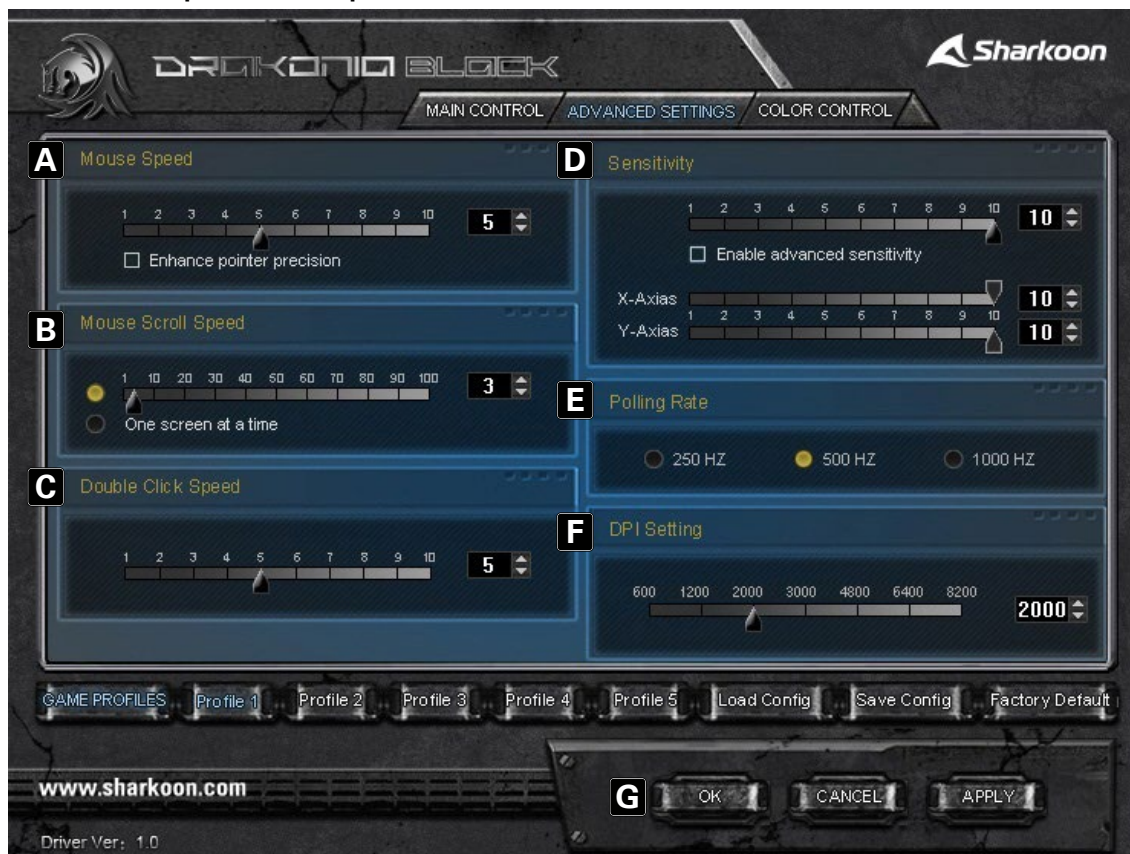 DRAKONIA BLACK
Sharkoon
MAIN CONTROL ADVANCED SETTINGS COLOR CONTROL
A Mouse Speed
1 2 3 4 5 6 7 8 9 10
5
Enhance pointer precision
B Mouse Scroll Speed
1 10 20 30 40 50 60 70 80 90 100
3
One screen at a time
C Double Click Speed
1 2 3 4 5 6 7 8 9 10
5
D Sensitivity
1 2 3 4 5 6 7 8 9 10
10
Enable advanced sensitivity
X-Axias 10
1 2 3 4 5 6 7 8 9 10
Y-Axias 10
E Polling Rate
250 HZ 500 HZ 1000 HZ
F DPI Setting
600 1200 2000 3000 4800 6400 8200
2000
GAME PROFILES Profile 1 Profile 2 Profile 3 Profile 4 Profile 5 Load Config Save Config Factory Default
www.sharkoon.com
G OK CANCEL APPLY
Driver Ver: 1.0